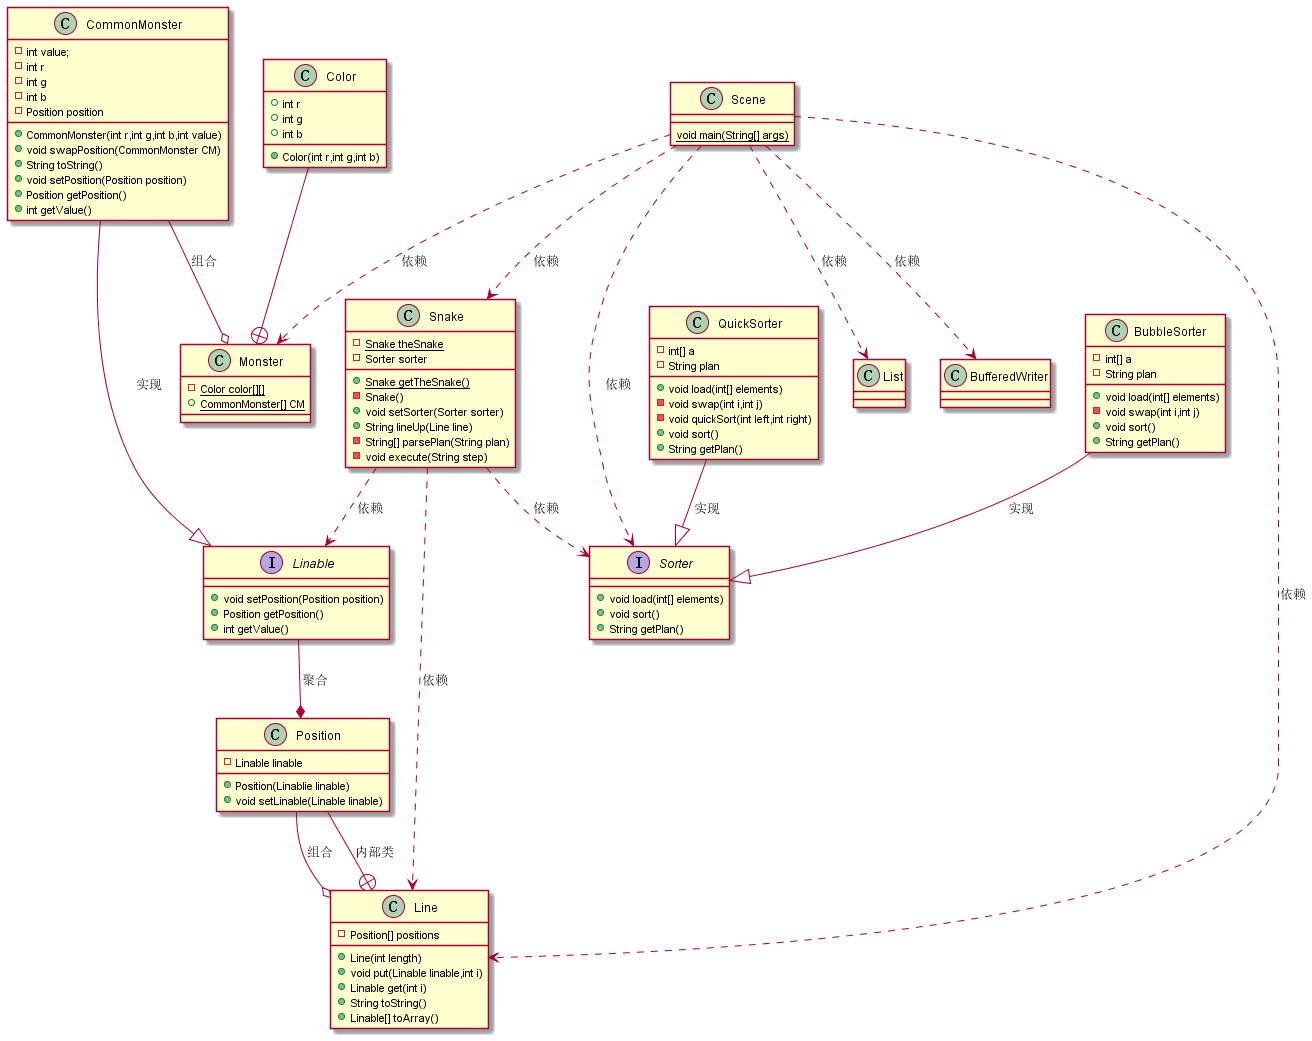 C CommonMonster
int value;
int r
int g
int b
Position position
CommonMonster(int r,int g,int b,int value)
void swapPosition(CommonMonster CM)
String toString()
void setPosition(Position position)
Position getPosition()
int getValue()
C Color
int r
int g
int b
Color(int r,int g,int b)
C Scene
void main(String[] args)
组合
依赖
依赖
依赖
依赖
C Monster
Color color[][]
CommonMonster[] CM
C Snake
Snake theSnake
Sorter sorter
Snake getTheSnake()
Snake()
void setSorter(Sorter sorter)
String lineUp(Line line)
String[] parsePlan(String plan)
void execute(String step)
C QuickSorter
int[] a
String plan
void load(int[] elements)
void swap(int i,int j)
void quickSort(int left,int right)
void sort()
String getPlan()
C List
C BufferedWriter
C BubbleSorter
int[] a
String plan
void load(int[] elements)
void swap(int i,int j)
void sort()
String getPlan()
实现
依赖
依赖
依赖
实现
实现
I Linable
void setPosition(Position position)
Position getPosition()
int getValue()
I Sorter
void load(int[] elements)
void sort()
String getPlan()
依赖
聚合
依赖
C Position
Linable linable
Position(Linablie linable)
void setLinable(Linable linable)
组合
内部类
C Line
Position[] positions
Line(int length)
void put(Linable linable,int i)
Linable get(int i)
String toString()
Linable[] toArray()